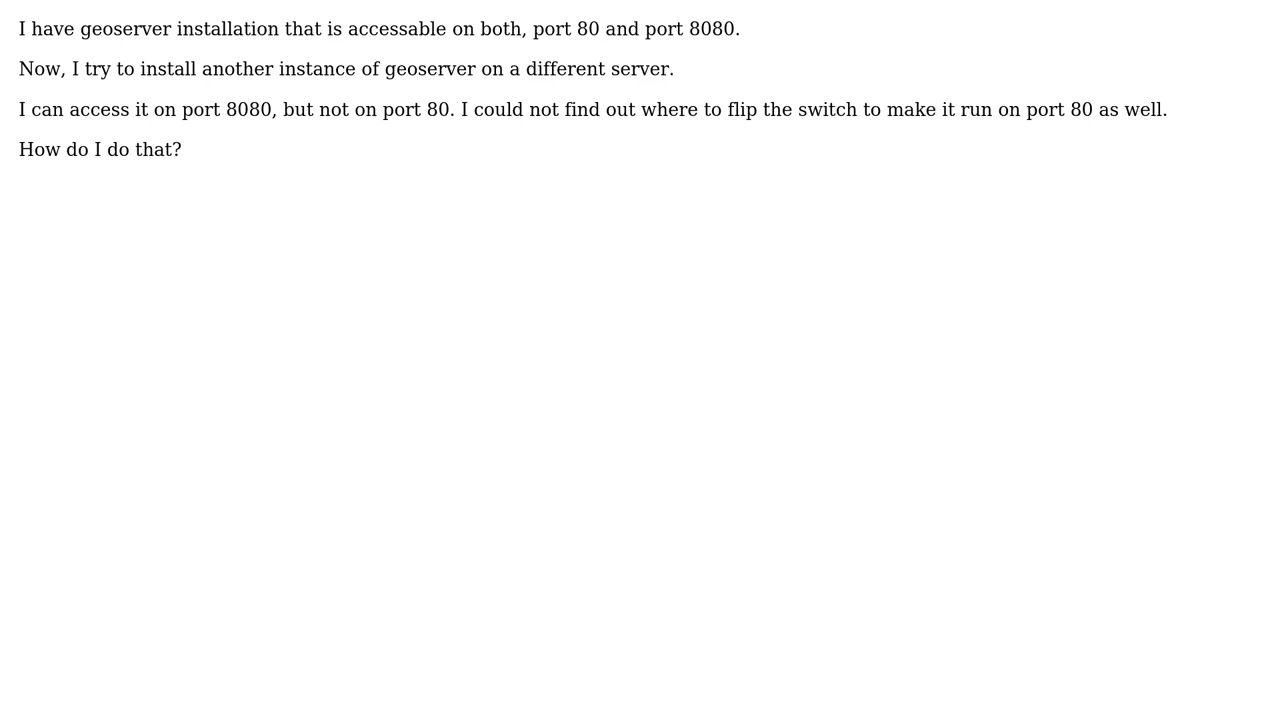 I have geoserver installation that is accessable on both, port 80 and port 8080.
Now, I try to install another instance of geoserver on a different server.
I can access it on port 8080, but not on port 80. I could not find out where to flip the switch to make it run on port 80 as well.
How do I do that?